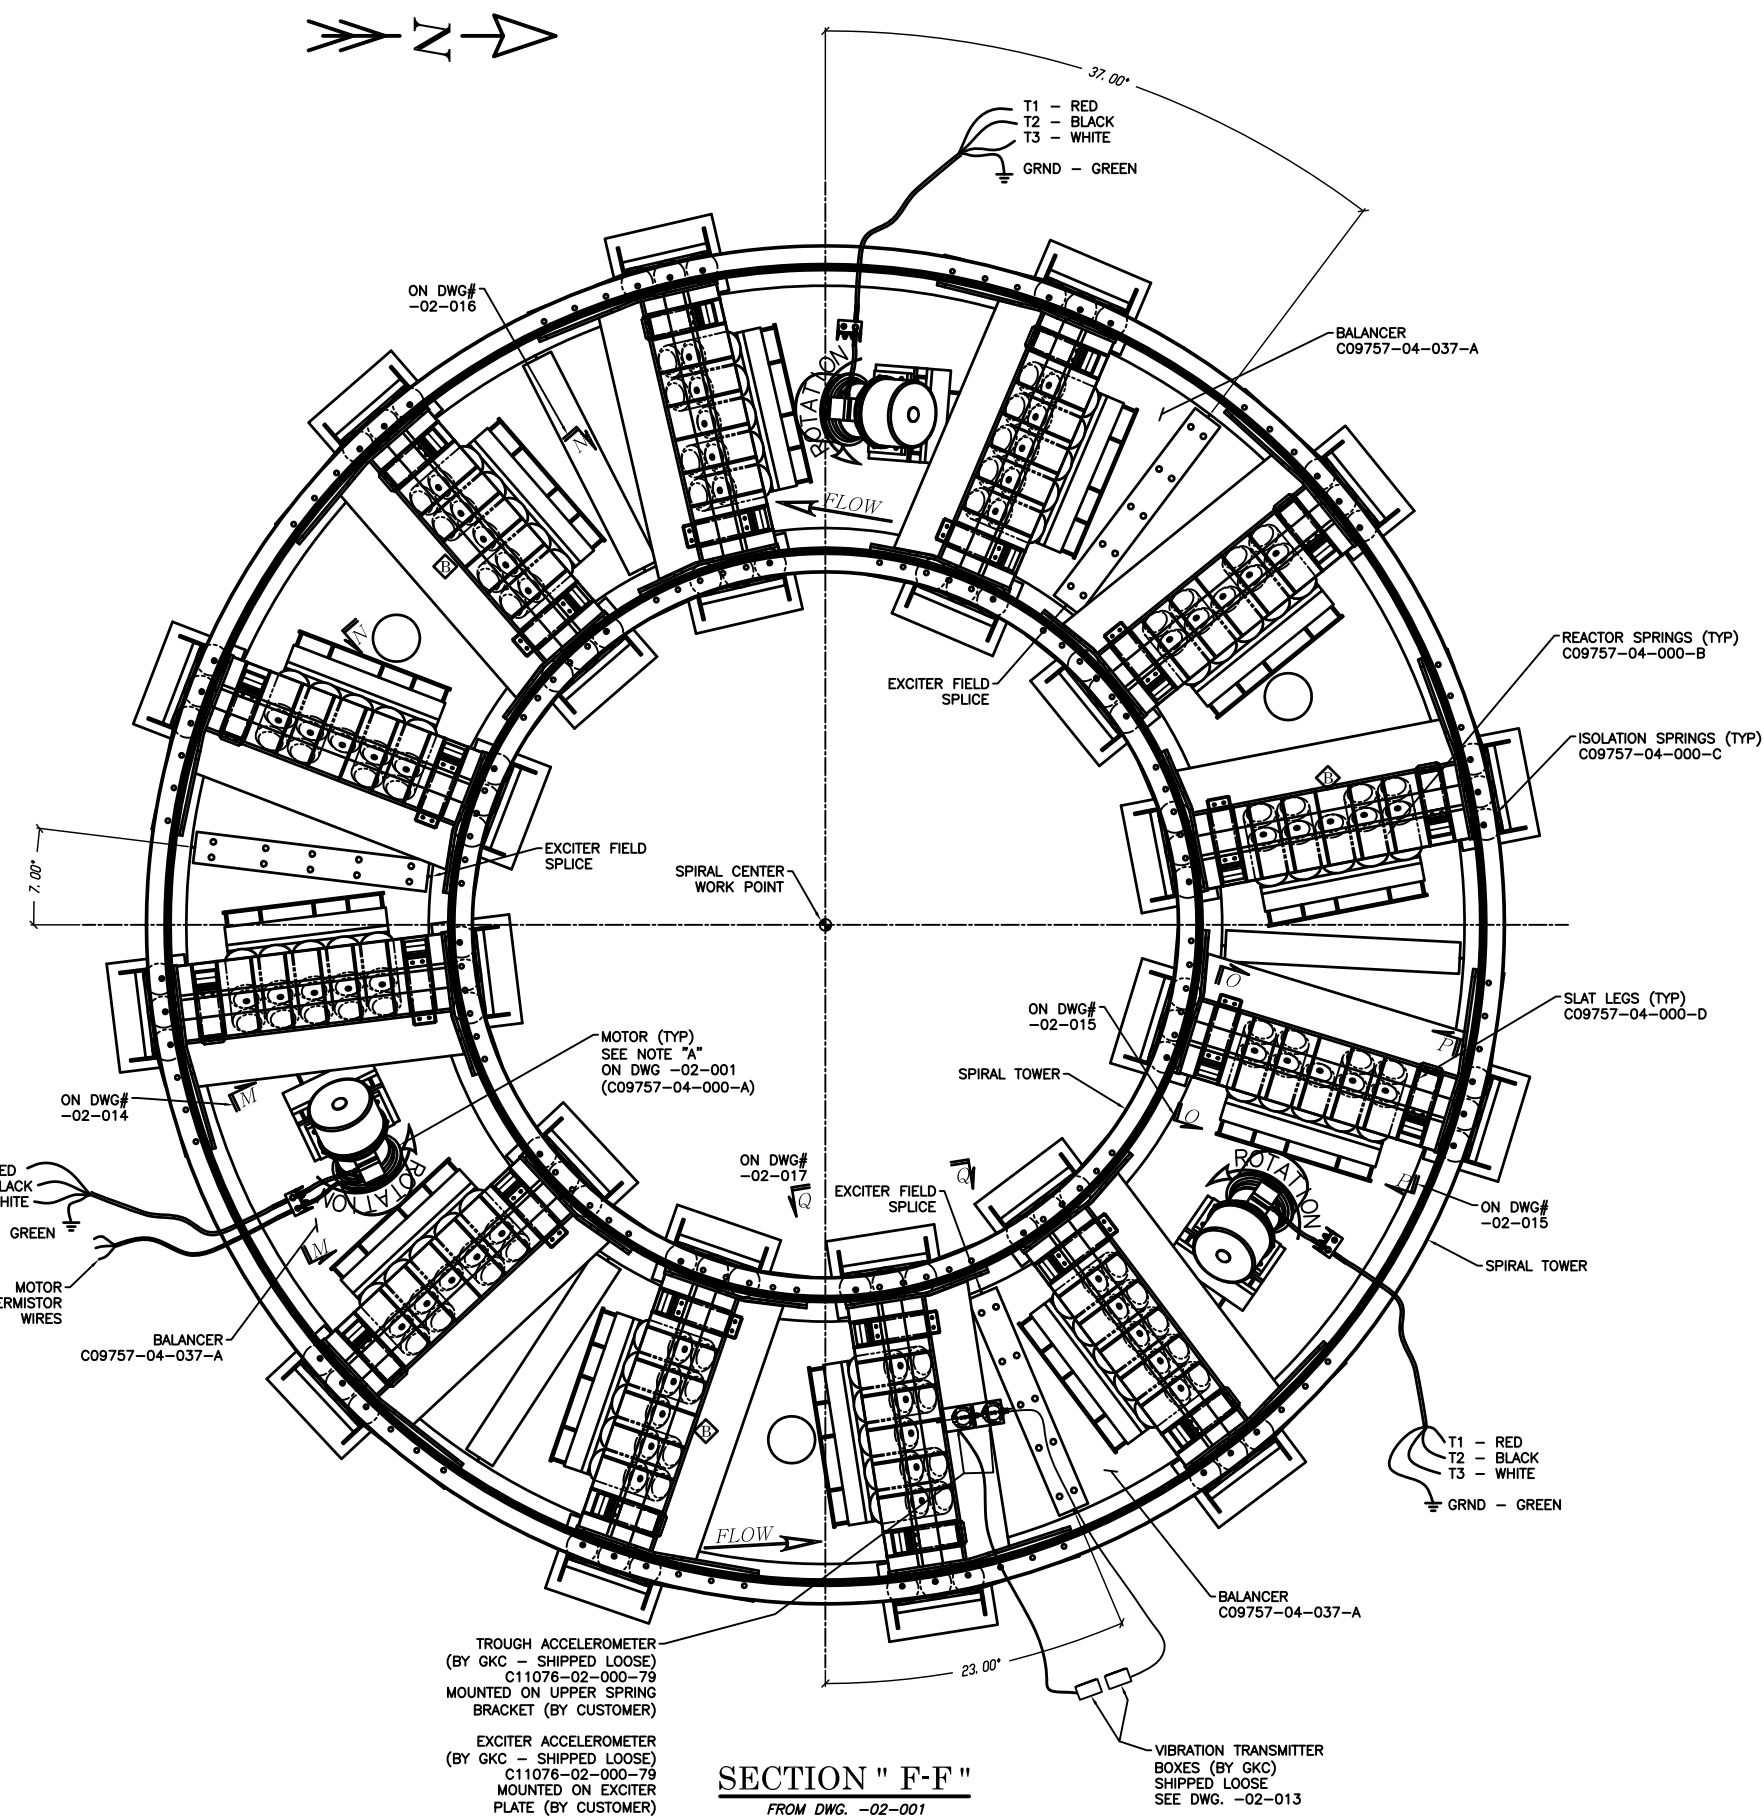 N
37.00°
T1 - RED
T2 - BLACK
T3 - WHITE
GRND - GREEN
ON DWG#
-02-016
ROTATION
BALANCER
C09757-04-037-A
N
FLOW
B
N
REACTOR SPRINGS (TYP)
C09757-04-000-B
EXCITER FIELD
SPLICE
ISOLATION SPRINGS (TYP)
C09757-04-000-C
B
EXCITER FIELD
SPLICE
7.00°
SPIRAL CENTER
WORK POINT
O
SLAT LEGS (TYP)
C09757-04-000-D
ON DWG#
-02-015
MOTOR (TYP)
SEE NOTE "A"
ON DWG -02-001
(C09757-04-000-A)
P
SPIRAL TOWER
M
ON DWG#
-02-014
O
ROTATION
ON DWG#
-02-017
Q
Q
ROTATION
P
ED
LACK
HITE
GREEN
EXCITER FIELD
SPLICE
ON DWG#
-02-015
M
SPIRAL TOWER
MOTOR
ERMISTOR
WIRES
BALANCER
C09757-04-037-A
B
T1 - RED
T2 - BLACK
T3 - WHITE
GRND - GREEN
FLOW
BALANCER
C09757-04-037-A
TROUGH ACCELEROMETER
(BY GKC - SHIPPED LOOSE)
C11076-02-000-79
MOUNTED ON UPPER SPRING
BRACKET (BY CUSTOMER)
23.00°
EXCITER ACCELEROMETER
(BY GKC - SHIPPED LOOSE)
C11076-02-000-79
MOUNTED ON EXCITER
PLATE (BY CUSTOMER)
VIBRATION TRANSMITTER
BOXES (BY GKC)
SHIPPED LOOSE
SEE DWG. -02-013
SECTION " F-F "
FROM DWG. -02-001